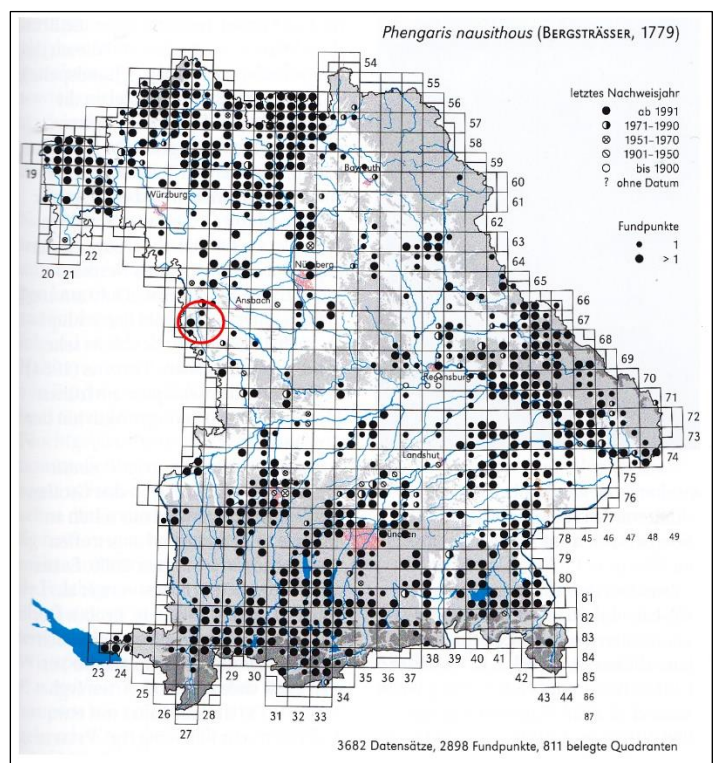 Phengaris nausithous (BERGSTRÄSSER, 1779)
letztes Nachweisjahr
ab 1991
1971–1990
1951–1970
1901–1950
bis 1900
? ohne Datum
Fundpunkte
1
> 1
54
55
56
57
58
59
60
61
62
63
64
65
66
67
68
69
70
71
72
73
74
75
76
77
78 45 46 47 48 49
79
80
81
82
83
84
85
86
87
19
20 21
22
23 24
25
26
27
28
29 30
31 32 33
34
35 36 37
38
39 40 41
42
43 44
Würzburg
Bayreuth
Nürnberg
Ansbach
Regensburg
Landshut
München
3682 Datensätze, 2898 Fundpunkte, 811 belegte Quadranten